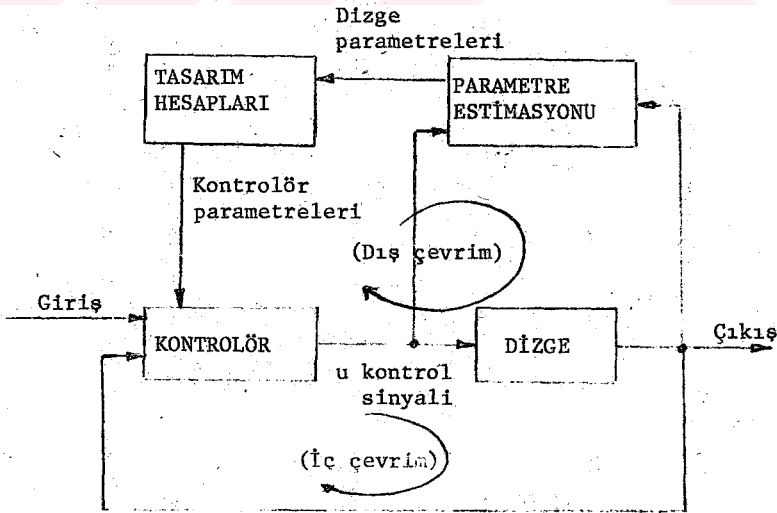 Dizge
parametreleri
TASARIM
HESAPLARI
PARAMETRE
ESTİMASYONU
Kontrolör
parametreleri
(Dış çevrim)
Giriş
KONTROLÖR
DİZGE
Çıkış
u kontrol
sinyali
(İç çevrim)